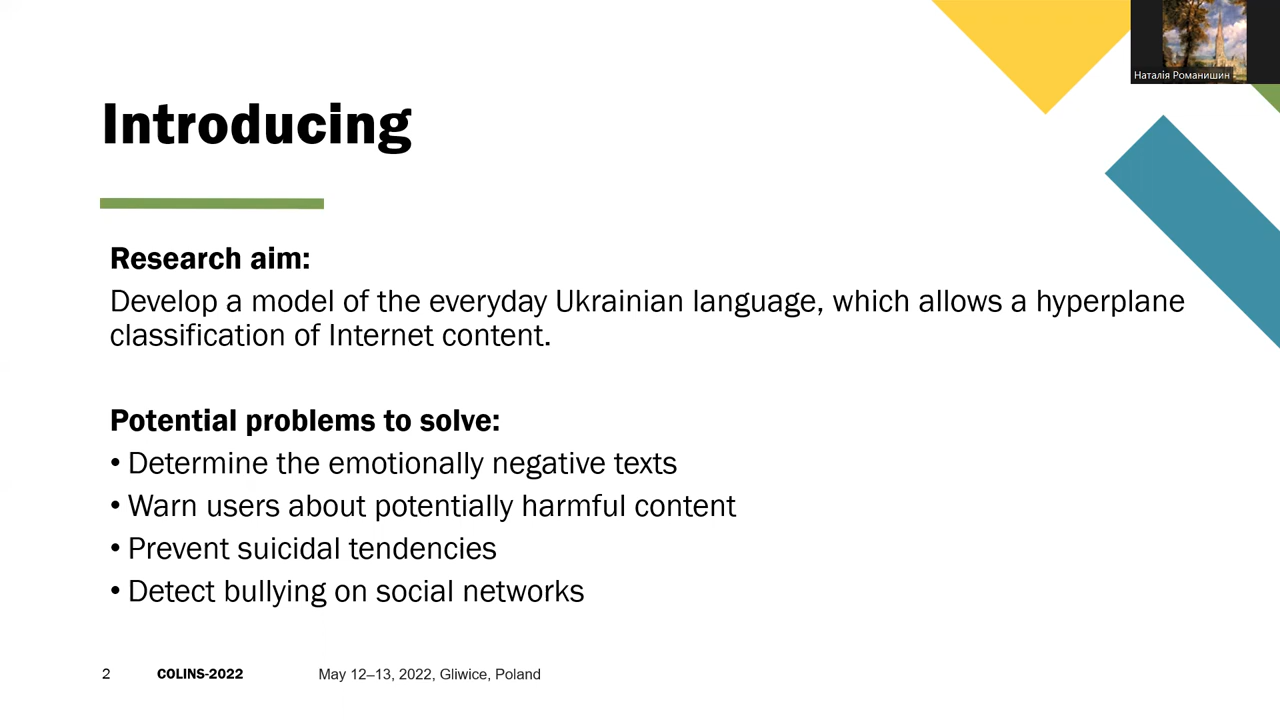 Наталія Романишин
Introducing
Research aim:
Develop a model of the everyday Ukrainian language, which allows a hyperplane
classification of Internet content.
Potential problems to solve:
• Determine the emotionally negative texts
• Warn users about potentially harmful content
• Prevent suicidal tendencies
• Detect bullying on social networks
2 COLINS-2022 May 12–13, 2022, Gliwice, Poland